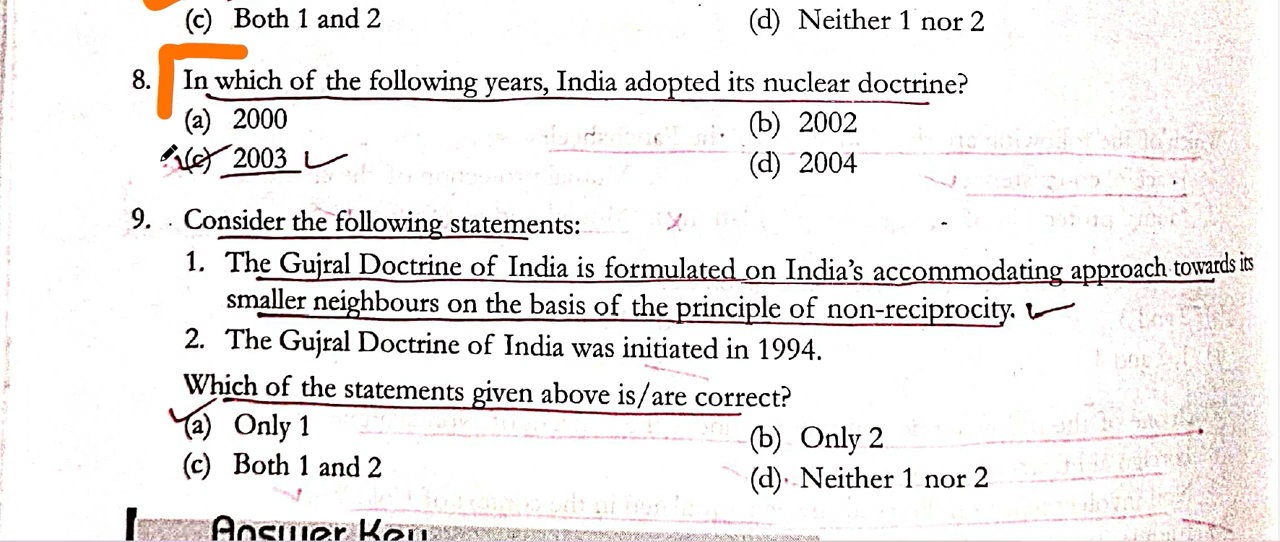 (c) Both 1 and 2 (d) Neither 1 nor 2
8. In which of the following years, India adopted its nuclear doctrine?
(a) 2000 (b) 2002
(c) 2003 (d) 2004
9. Consider the following statements:
1. The Gujral Doctrine of India is formulated on India's accommodating approach towards its
smaller neighbours on the basis of the principle of non-reciprocity.
2. The Gujral Doctrine of India was initiated in 1994.
Which of the statements given above is/are correct?
(a) Only 1 (b) Only 2
(c) Both 1 and 2 (d) Neither 1 nor 2
Answer Key